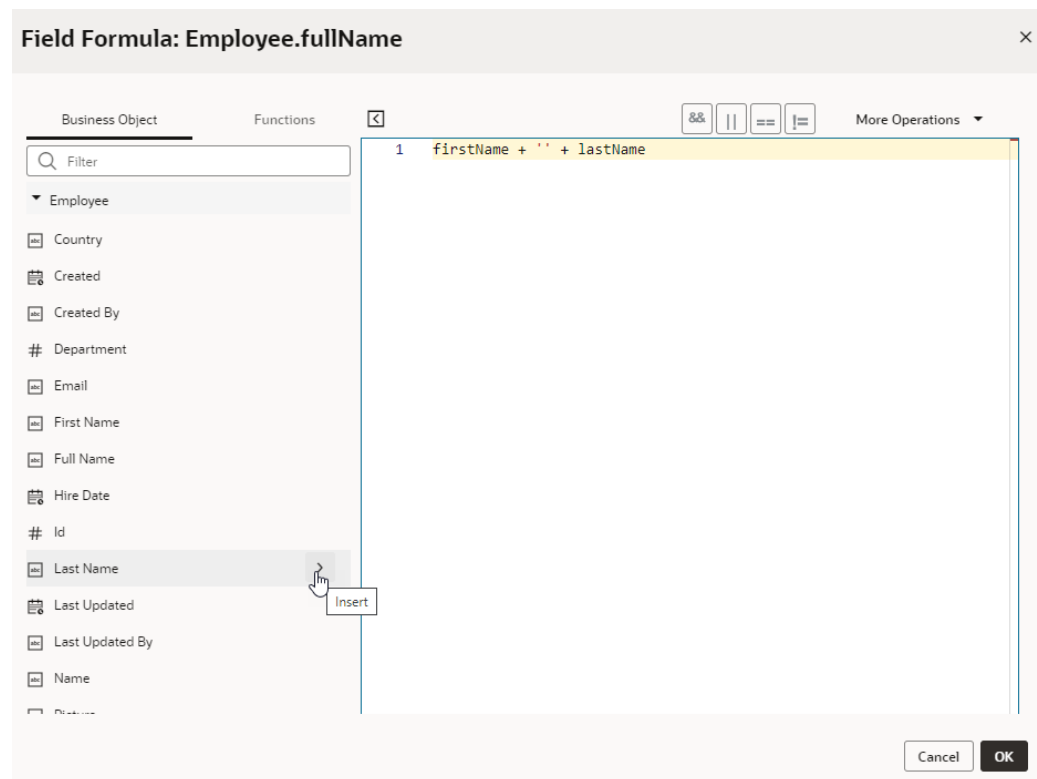 Field Formula: Employee.fullName
Business Object
Functions
&& || == !=
More Operations
Filter
1 firstName + '' + lastName
Employee
Country
Created
Created By
# Department
Email
First Name
Full Name
Hire Date
# Id
Last Name
Insert
Last Updated
Last Updated By
Name
Cancel
OK